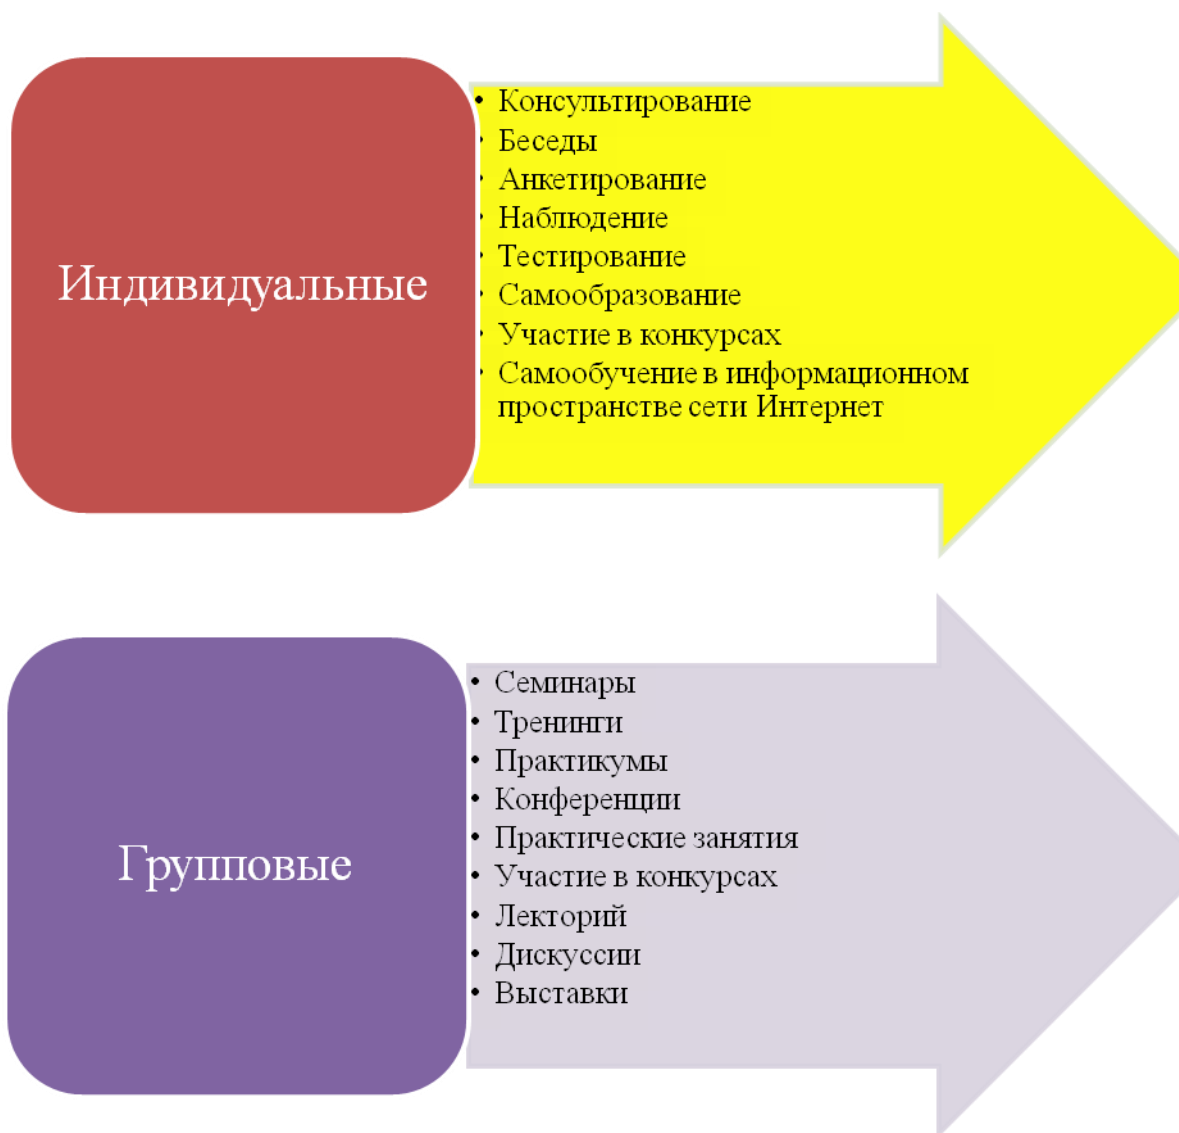 Индивидуальные
• Консультирование
• Беседы
• Анкетирование
• Наблюдение
• Тестирование
• Самообразование
• Участие в конкурсах
• Самообучение в информационном
пространстве сети Интернет
Групповые
• Семинары
• Тренинги
• Практикумы
• Конференции
• Практические занятия
• Участие в конкурсах
• Лекторий
• Дискуссии
• Выставки